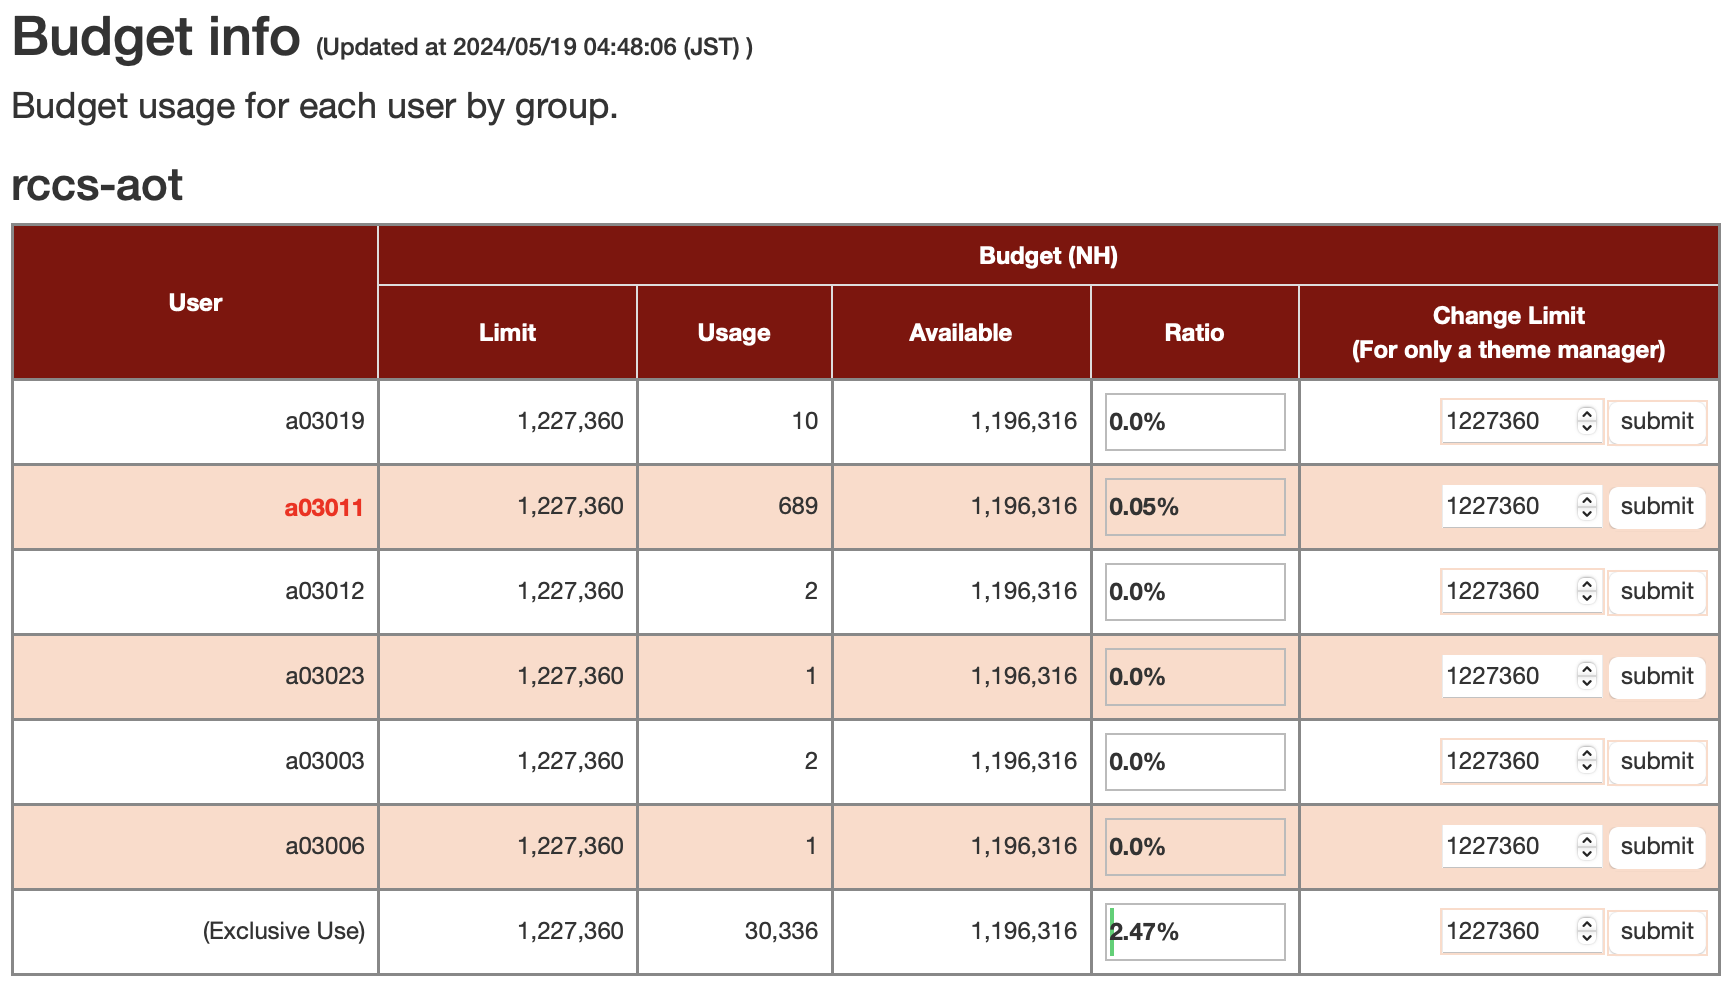 Budget info (Updated at 2024/05/19 04:48:06 (JST) )
Budget usage for each user by group.
rccs-aot
User Budget (NH)
Limit Usage Available Ratio Change Limit
(For only a theme manager)
a03019 1,227,360 10 1,196,316 0.0% 1227360 submit
a03011 1,227,360 689 1,196,316 0.05% 1227360 submit
a03012 1,227,360 2 1,196,316 0.0% 1227360 submit
a03023 1,227,360 1 1,196,316 0.0% 1227360 submit
a03003 1,227,360 2 1,196,316 0.0% 1227360 submit
a03006 1,227,360 1 1,196,316 0.0% 1227360 submit
(Exclusive Use) 1,227,360 30,336 1,196,316 2.47% 1227360 submit